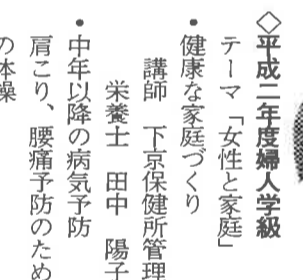 ◇平成二年度婦人学級
テーマ「女性と家庭」
・健康な家庭づくり
講師 下京保健所管理
栄養士 田中 陽子
・中年以降の病気予防
肩こり、腰痛予防のため
の体操